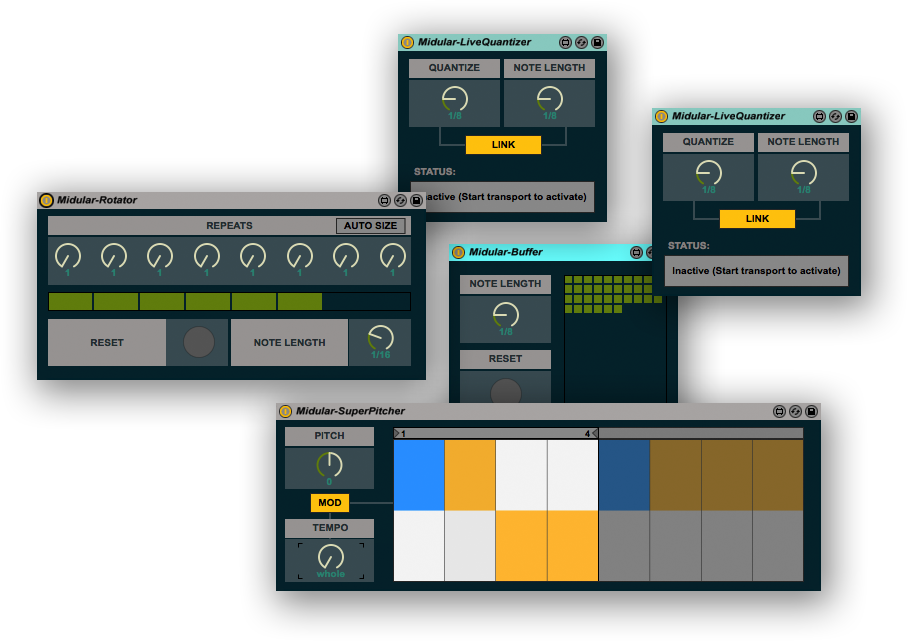 Midular-LiveQuantizer
QUANTIZE NOTE LENGTH
1/8 1/8
LINK
STATUS:
active (Start transport to activate)
Midular-LiveQuantizer
QUANTIZE NOTE LENGTH
1/8 1/8
LINK
STATUS:
Inactive (Start transport to activate)
Midular-Rotator
REPEATS AUTO SIZE
1 1 1 1 1 1 1 1
RESET NOTE LENGTH
1/16
Midular-Buffer
NOTE LENGTH
1/8
RESET
Midular-SuperPitcher
PITCH
1 4
0
MOD
TEMPO
whole